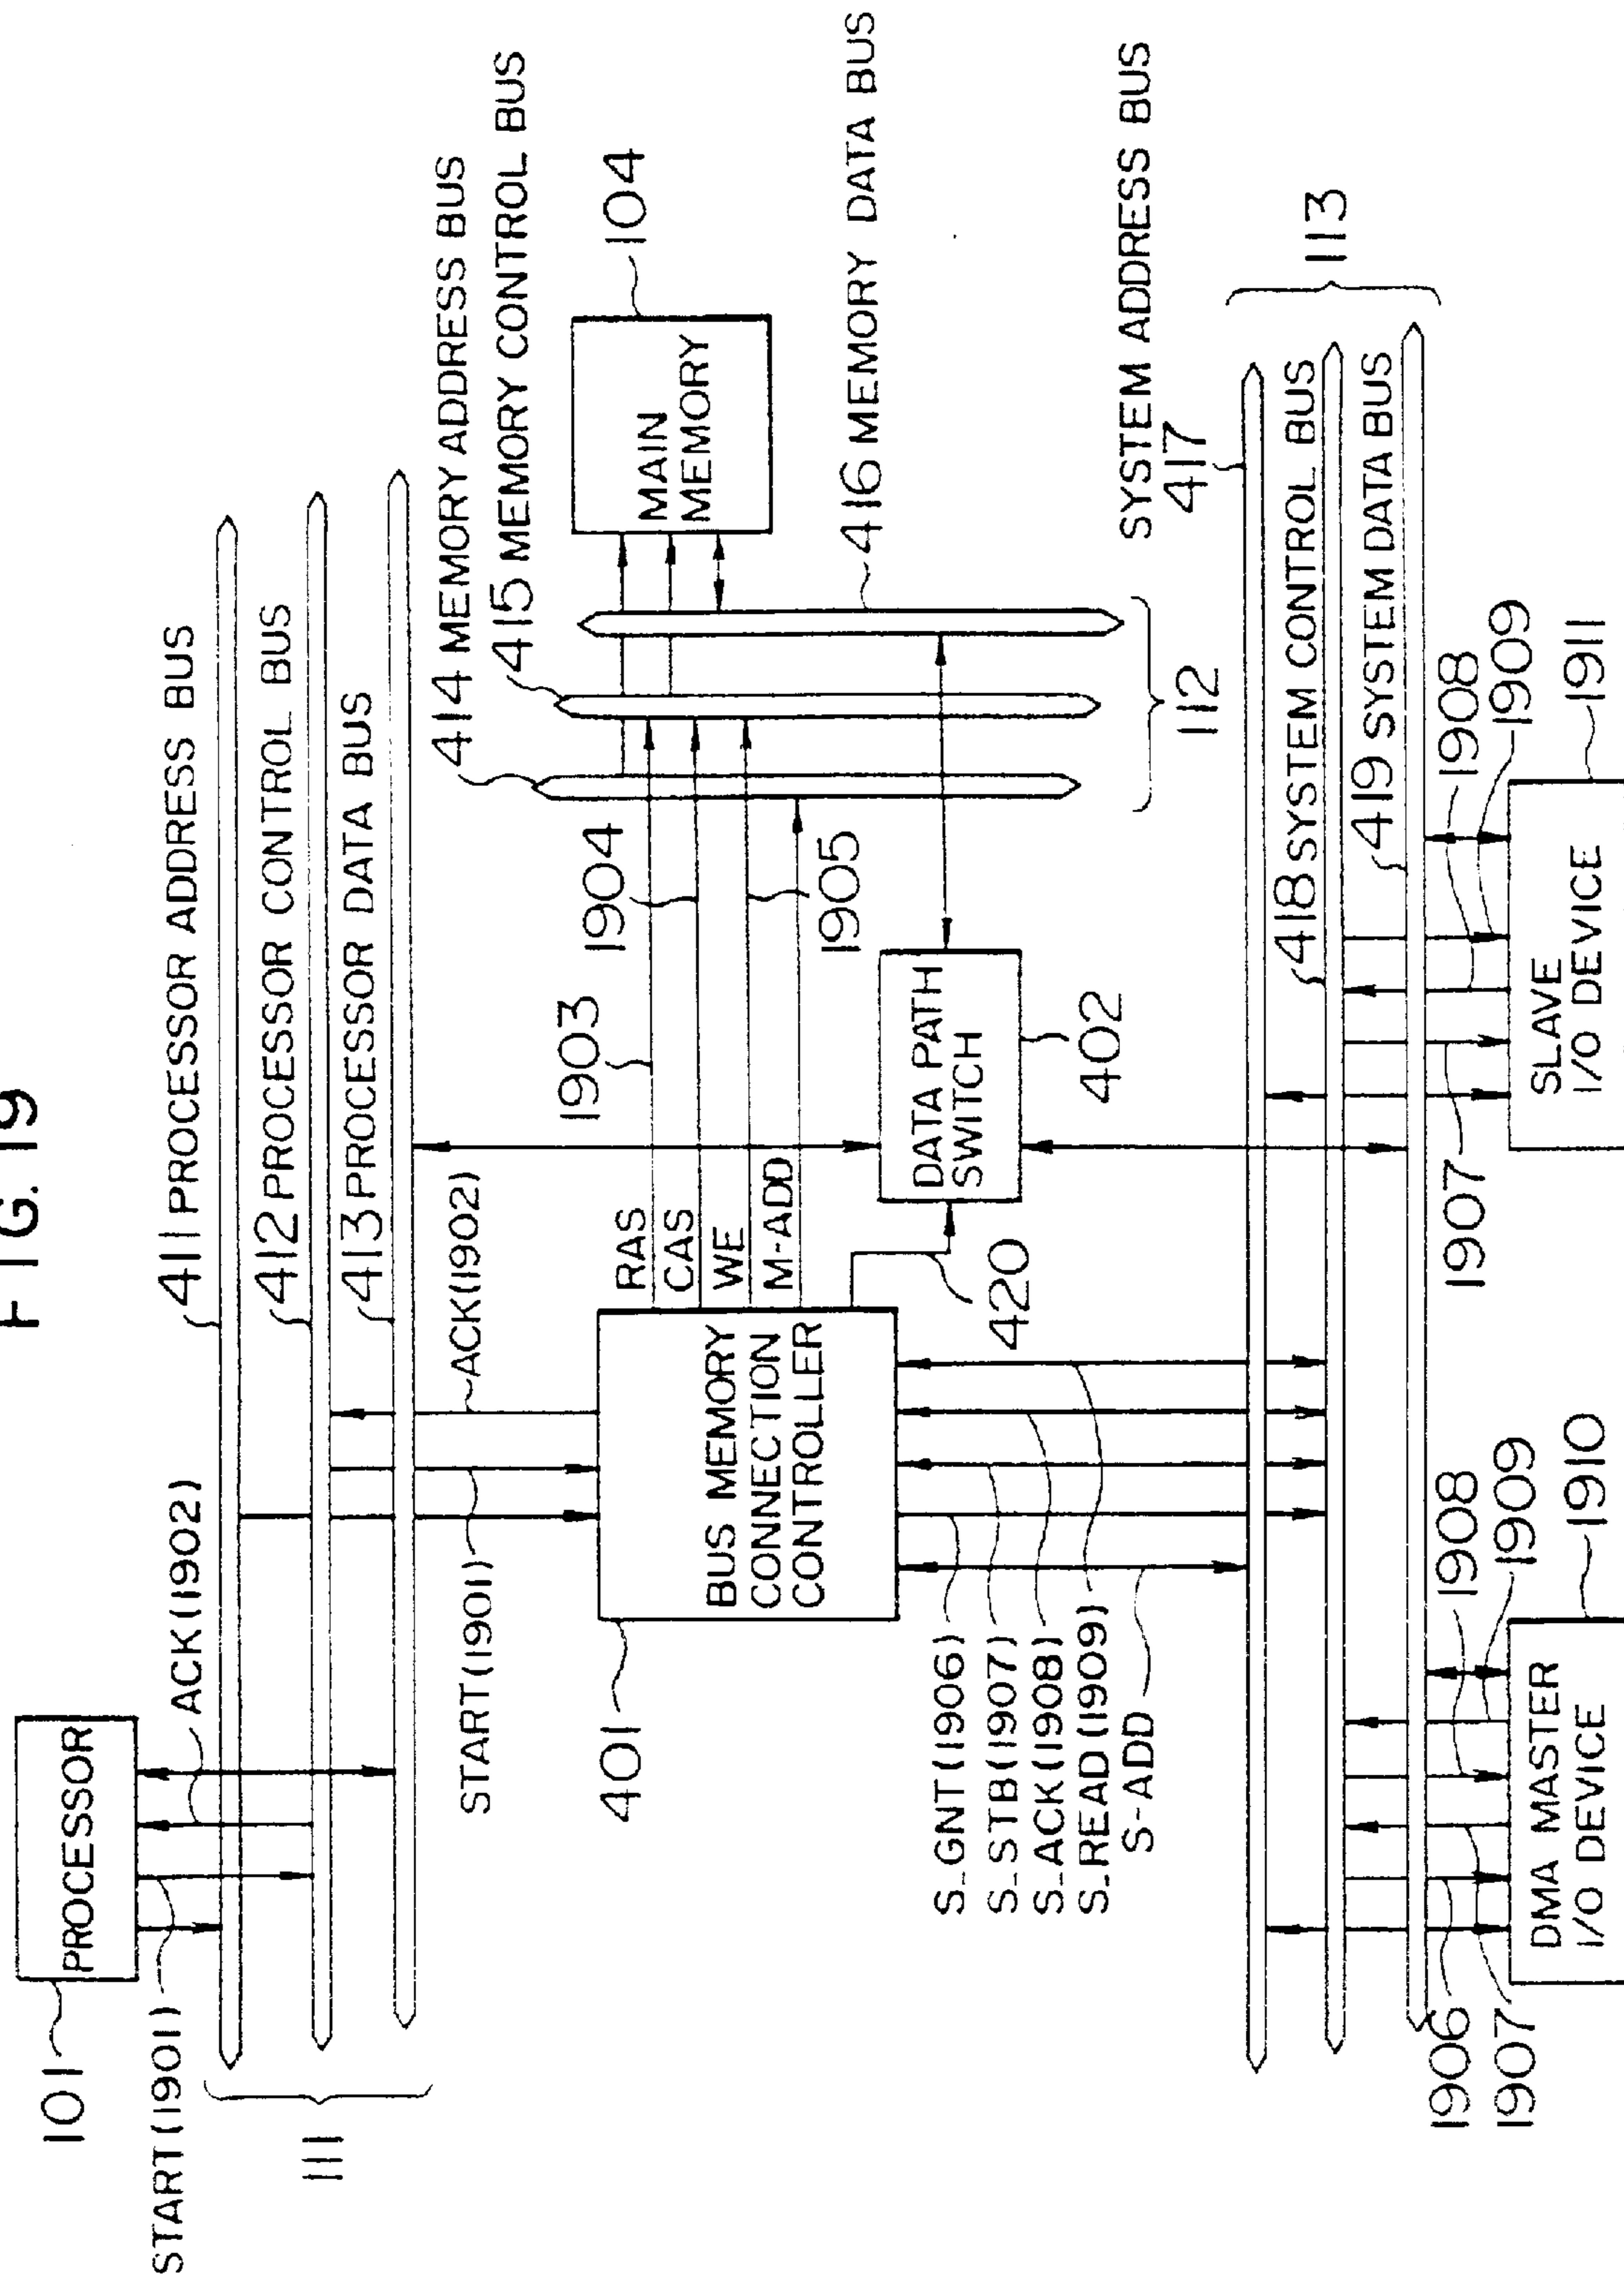 FIG. 19
101
PROCESSOR
START(1901)
ACK(1902)
111
411 PROCESSOR ADDRESS BUS
412 PROCESSOR CONTROL BUS
413 PROCESSOR DATA BUS
START(1901)
ACK(1902)
401
BUS MEMORY
CONNECTION
CONTROLLER
RAS
CAS
WE
M-ADD
1903
1904
1905
420
DATA PATH
SWITCH
402
414 MEMORY ADDRESS BUS
415 MEMORY CONTROL BUS
104
MAIN
MEMORY
416 MEMORY DATA BUS
112
S_GNT(1906)
S_STB(1907)
S_ACK(1908)
S_READ(1909)
S-ADD
SYSTEM ADDRESS BUS
417
418 SYSTEM CONTROL BUS
419 SYSTEM DATA BUS
113
1906
1907
1908
1909
DMA MASTER
I/O DEVICE
1910
1907
1908
1909
SLAVE
I/O DEVICE
1911